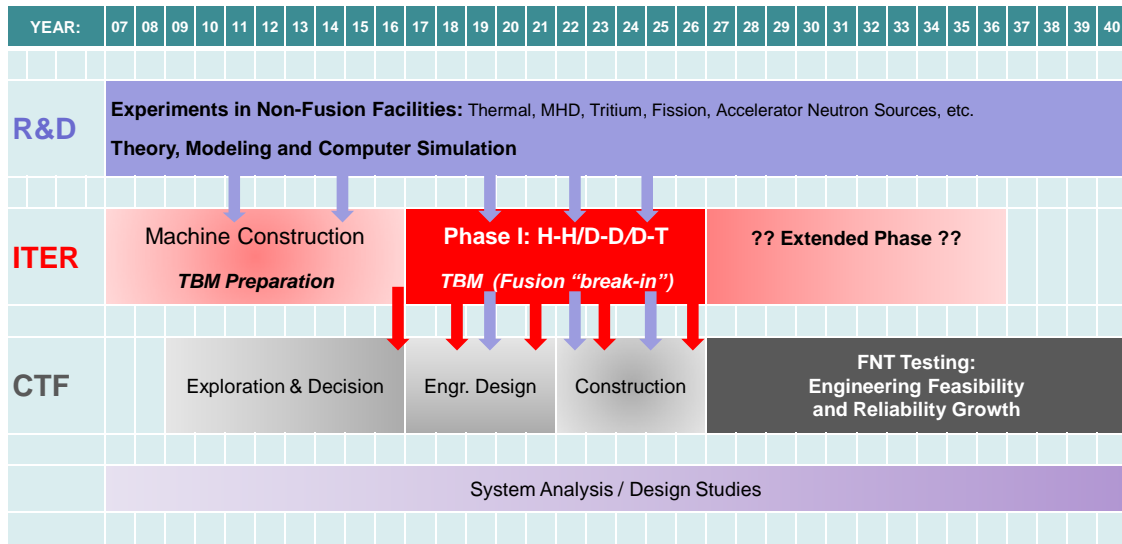 YEAR: 07 08 09 10 11 12 13 14 15 16 17 18 19 20 21 22 23 24 25 26 27 28 29 30 31 32 33 34 35 36 37 38 39 40
R&D
Experiments in Non-Fusion Facilities: Thermal, MHD, Tritium, Fission, Accelerator Neutron Sources, etc.
Theory, Modeling and Computer Simulation
ITER
Machine Construction
TBM Preparation
Phase I: H-H/D-D/D-T
TBM (Fusion “break-in”)
?? Extended Phase ??
CTF
Exploration & Decision
Engr. Design
Construction
FNT Testing:
Engineering Feasibility
and Reliability Growth
System Analysis / Design Studies